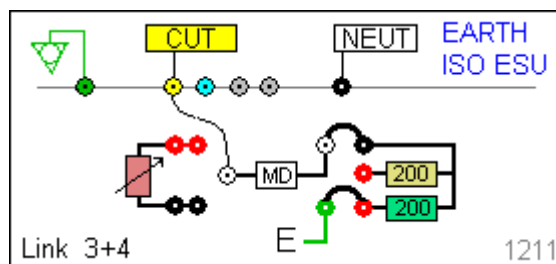 CUT
NEUT
EARTH
ISO ESU
MD
200
200
E
Link 3+4
1211